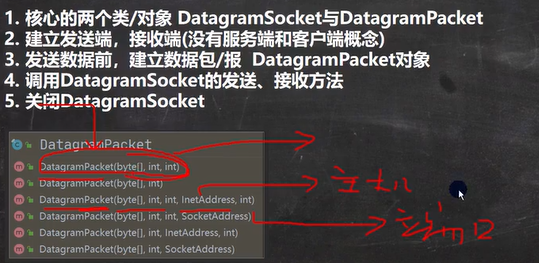 1. 核心的两个类/对象 DatagramSocket与DatagramPacket
2. 建立发送端，接收端(没有服务端和客户端概念)
3. 发送数据前，建立数据包/报  DatagramPacket对象
4. 调用DatagramSocket的发送、接收方法
5. 关闭DatagramSocket
DatagramPacket
DatagramPacket(byte[], int, int)
DatagramPacket(byte[], int)
DatagramPacket(byte[], int, int, InetAddress, int)
DatagramPacket(byte[], int, int, SocketAddress)
DatagramPacket(byte[], int, InetAddress, int)
DatagramPacket(byte[], int, SocketAddress)